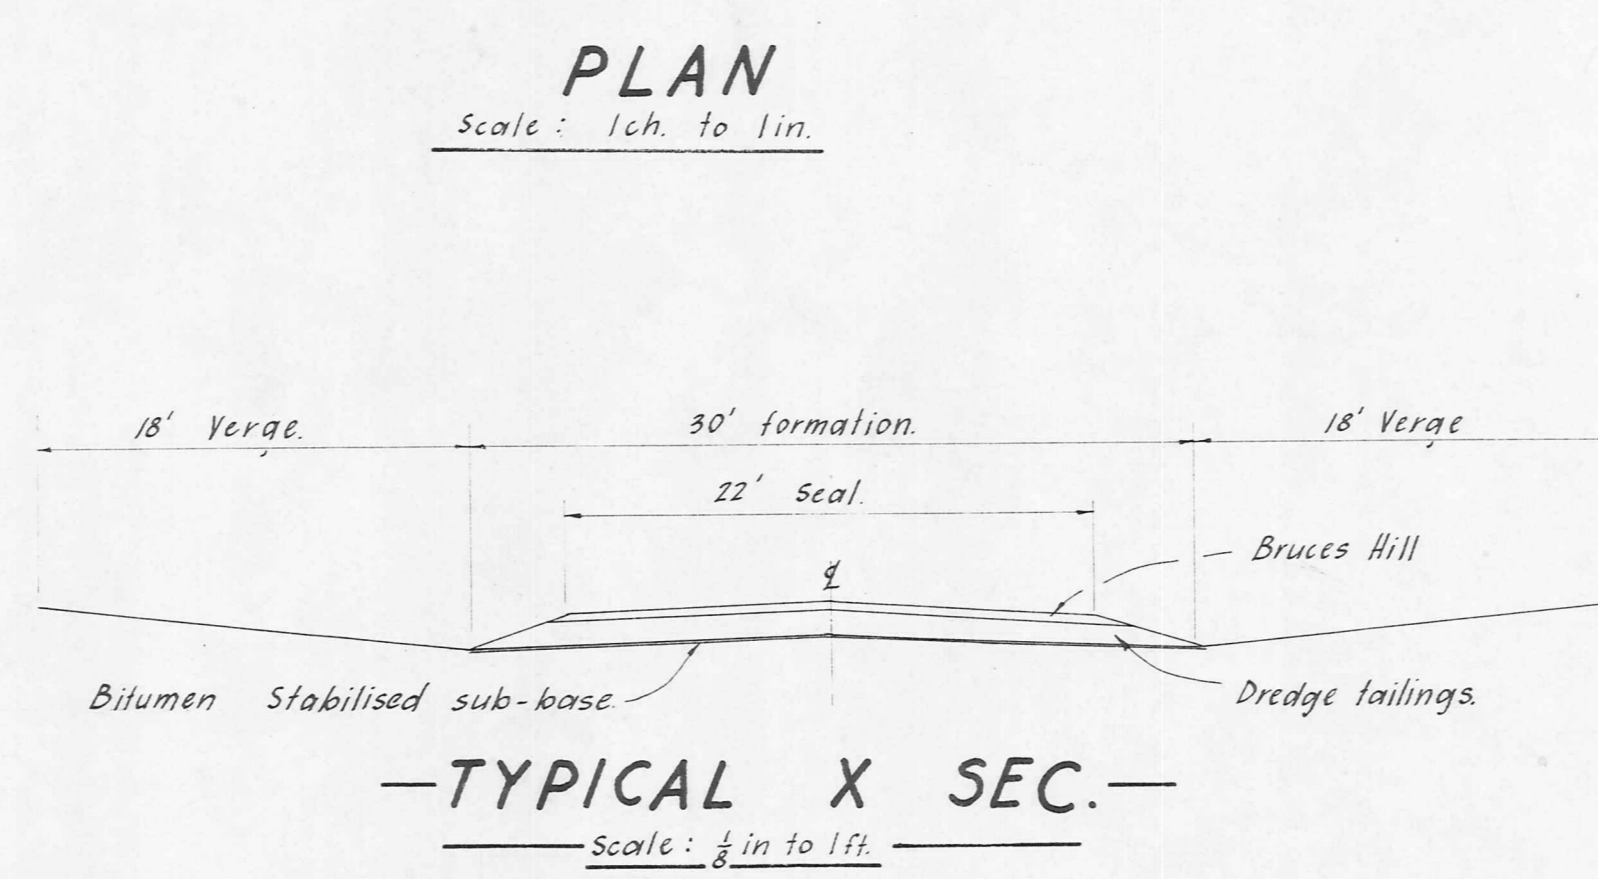 PLAN
Scale: 1ch. to 1in.
18' Verge. 30' formation. 18' Verge
22' Seal.
Bruces Hill
℄
Bitumen Stabilised sub-base.
Dredge tailings.
—TYPICAL X SEC.—
Scale: 1/8 in to 1ft.